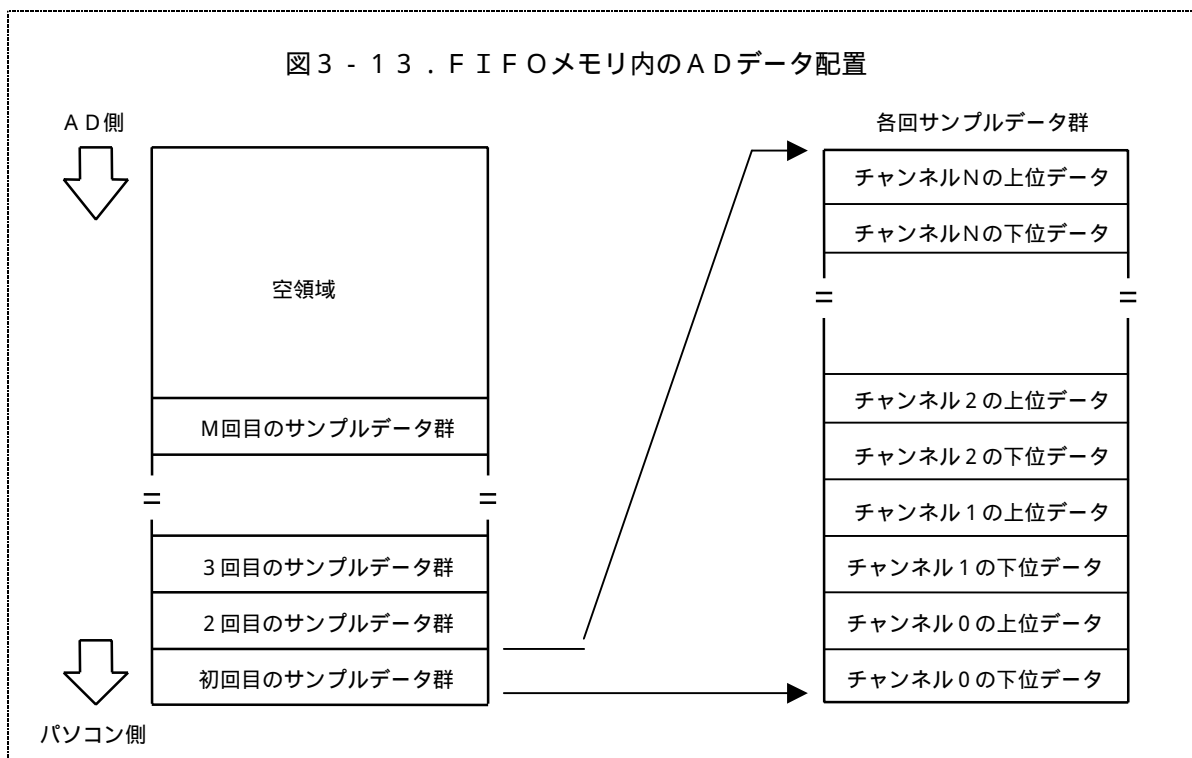 図3-13.FIFOメモリ内のADデータ配置
AD側
空領域
M回目のサンプルデータ群
=
=
3回目のサンプルデータ群
2回目のサンプルデータ群
初回目のサンプルデータ群
パソコン側
各回サンプルデータ群
チャンネルNの上位データ
チャンネルNの下位データ
=
=
チャンネル2の上位データ
チャンネル2の下位データ
チャンネル1の上位データ
チャンネル1の下位データ
チャンネル0の上位データ
チャンネル0の下位データ